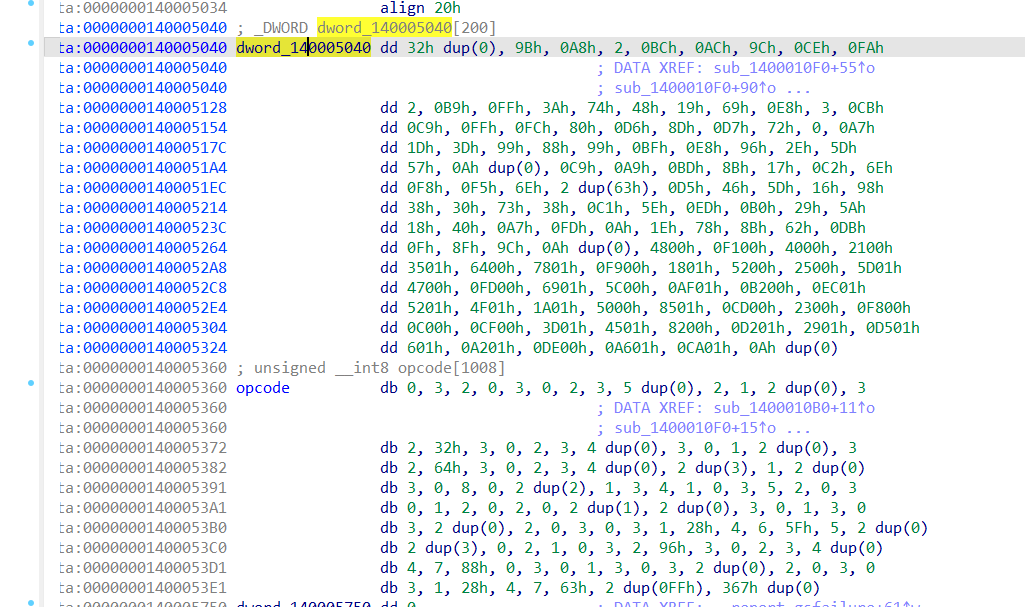 ta:0000000140005034 align 20h
ta:0000000140005040 ; _DWORD dword_140005040[200]
ta:0000000140005040 dword_140005040 dd 32h dup(0), 9Bh, 0A8h, 2, 0BCh, 0ACh, 9Ch, 0CEh, 0FAh
ta:0000000140005040 ; DATA XREF: sub_1400010F0+55↑o
ta:0000000140005040 ; sub_1400010F0+90↑o ...
ta:0000000140005128 dd 2, 0B9h, 0FFh, 3Ah, 74h, 48h, 19h, 69h, 0E8h, 3, 0CBh
ta:0000000140005154 dd 0C9h, 0FFh, 0FCh, 80h, 0D6h, 8Dh, 0D7h, 72h, 0, 0A7h
ta:000000014000517C dd 1Dh, 3Dh, 99h, 88h, 99h, 0BFh, 0E8h, 96h, 2Eh, 5Dh
ta:00000001400051A4 dd 57h, 0Ah dup(0), 0C9h, 0A9h, 0BDh, 8Bh, 17h, 0C2h, 6Eh
ta:00000001400051EC dd 0F8h, 0F5h, 6Eh, 2 dup(63h), 0D5h, 46h, 5Dh, 16h, 98h
ta:0000000140005214 dd 38h, 30h, 73h, 38h, 0C1h, 5Eh, 0EDh, 0B0h, 29h, 5Ah
ta:000000014000523C dd 18h, 40h, 0A7h, 0FDh, 0Ah, 1Eh, 78h, 8Bh, 62h, 0DBh
ta:0000000140005264 dd 0Fh, 8Fh, 9Ch, 0Ah dup(0), 4800h, 0F100h, 4000h, 2100h
ta:00000001400052A8 dd 3501h, 6400h, 7801h, 0F900h, 1801h, 5200h, 2500h, 5D01h
ta:00000001400052C8 dd 4700h, 0FD00h, 6901h, 5C00h, 0AF01h, 0B200h, 0EC01h
ta:00000001400052E4 dd 5201h, 4F01h, 1A01h, 5000h, 8501h, 0CD00h, 2300h, 0F800h
ta:0000000140005304 dd 0C00h, 0CF00h, 3D01h, 4501h, 8200h, 0D201h, 2901h, 0D501h
ta:0000000140005324 dd 601h, 0A201h, 0DE00h, 0A601h, 0CA01h, 0Ah dup(0)
ta:0000000140005360 ; unsigned __int8 opcode[1008]
ta:0000000140005360 opcode db 0, 3, 2, 0, 3, 0, 2, 3, 5 dup(0), 2, 1, 2 dup(0), 3
ta:0000000140005360 ; DATA XREF: sub_1400010B0+11↑o
ta:0000000140005360 ; sub_1400010F0+15↑o ...
ta:0000000140005372 db 2, 32h, 3, 0, 2, 3, 4 dup(0), 3, 0, 1, 2 dup(0), 3
ta:0000000140005382 db 2, 64h, 3, 0, 2, 3, 4 dup(0), 2 dup(3), 1, 2 dup(0)
ta:0000000140005391 db 3, 0, 8, 0, 2 dup(2), 1, 3, 4, 1, 0, 3, 5, 2, 0, 3
ta:00000001400053A1 db 0, 1, 2, 0, 2, 0, 2 dup(1), 2 dup(0), 3, 0, 1, 3, 0
ta:00000001400053B0 db 3, 2 dup(0), 2, 0, 3, 0, 3, 1, 28h, 4, 6, 5Fh, 5, 2 dup(0)
ta:00000001400053C0 db 2 dup(3), 0, 2, 1, 0, 3, 2, 96h, 3, 0, 2, 3, 4 dup(0)
ta:00000001400053D1 db 4, 7, 88h, 0, 3, 0, 1, 3, 0, 3, 2 dup(0), 2, 0, 3, 0
ta:00000001400053E1 db 3, 1, 28h, 4, 7, 63h, 2 dup(0FFh), 367h dup(0)
ta:0000000140005750 dword_140005750 dd 0